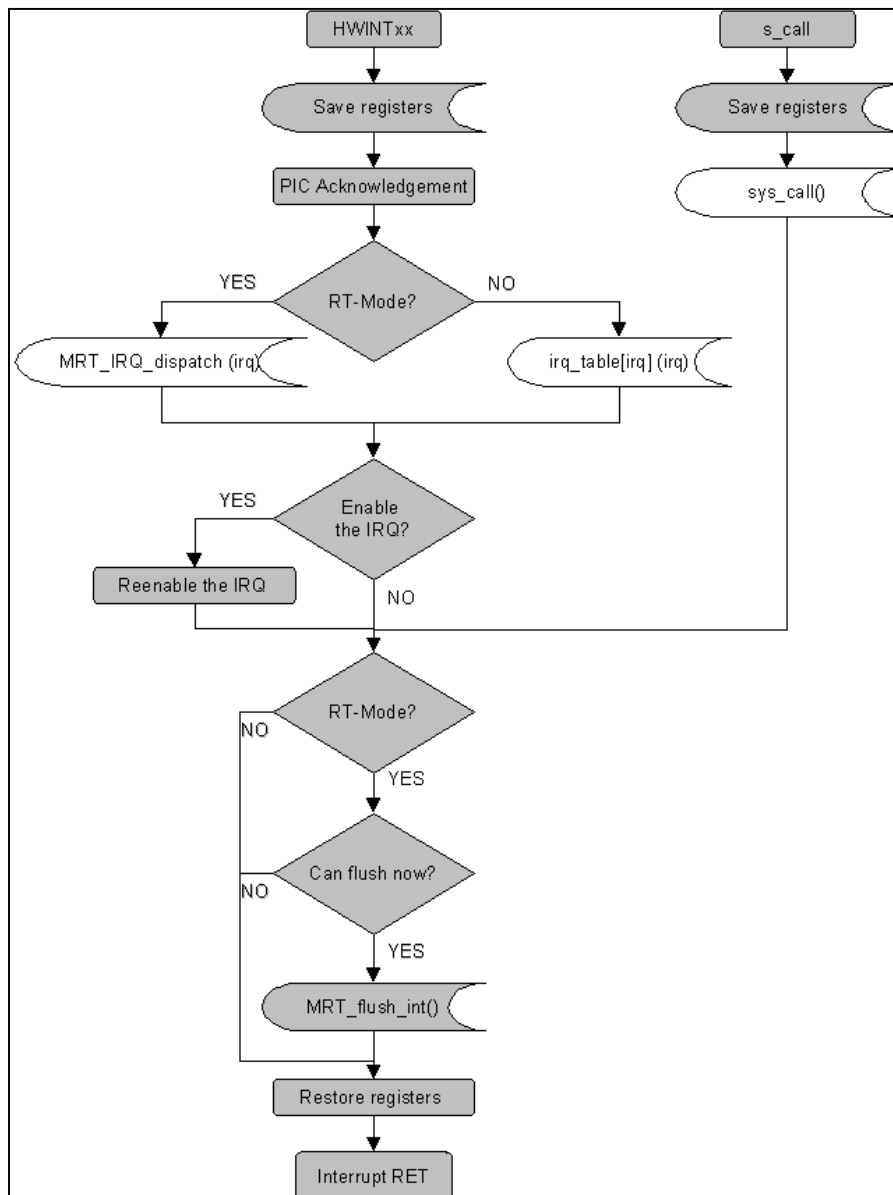 HWINTxx
s_call
Save registers
Save registers
PIC Acknowledgement
sys_call()
YES
NO
RT-Mode?
MRT_IRQ_dispatch (irq)
irq_table[irq] (irq)
YES
Enable
the IRQ?
Reenable the IRQ
NO
RT-Mode?
NO
YES
Can flush now?
NO
YES
MRT_flush_int()
Restore registers
Interrupt RET